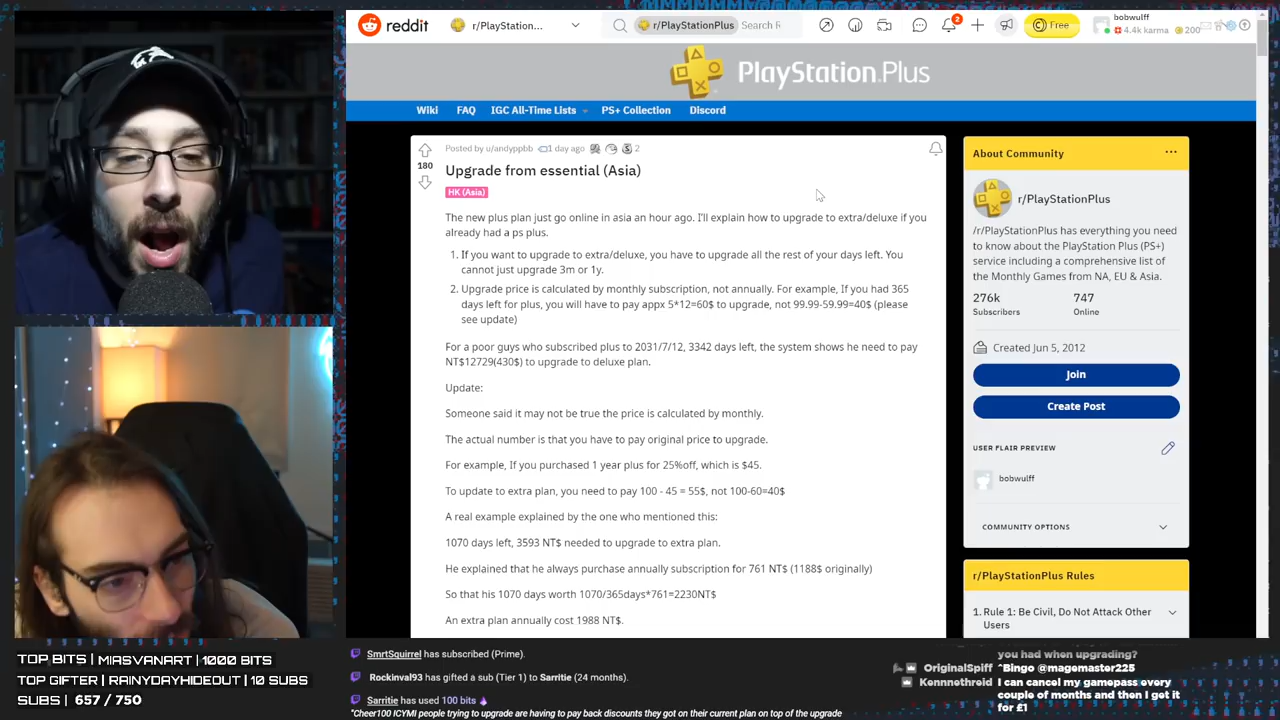 reddit
r/PlayStation...
r/PlayStationPlus Search R
2
Free
bobwulff
4.4k karma
200
PlayStation.Plus
Wiki
FAQ
IGC All-Time Lists
PS+ Collection
Discord
180
Posted by u/andyppbb
1 day ago
2
Upgrade from essential (Asia)
HK (Asia)
The new plus plan just go online in asia an hour ago. I'll explain how to upgrade to extra/deluxe if you
already had a ps plus.
1. If you want to upgrade to extra/deluxe, you have to upgrade all the rest of your days left. You
cannot just upgrade 3m or 1y.
2. Upgrade price is calculated by monthly subscription, not annually. For example, If you had 365
days left for plus, you will have to pay appx 5*12=60$ to upgrade, not 99.99-59.99=40$ (please
see update)
For a poor guys who subscribed plus to 2031/7/12, 3342 days left, the system shows he need to pay
NT$12729(430$) to upgrade to deluxe plan.
Update:
Someone said it may not be true the price is calculated by monthly.
The actual number is that you have to pay original price to upgrade.
For example, If you purchased 1 year plus for 25%off, which is $45.
To update to extra plan, you need to pay 100 - 45 = 55$, not 100-60=40$
A real example explained by the one who mentioned this:
1070 days left, 3593 NT$ needed to upgrade to extra plan.
He explained that he always purchase annually subscription for 761 NT$ (1188$ originally)
So that his 1070 days worth 1070/365days*761=2230NT$
An extra plan annually cost 1988 NT$.
About Community
r/PlayStationPlus
/r/PlayStationPlus has everything you need
to know about the PlayStation Plus (PS+)
service including a comprehensive list of
the Monthly Games from NA, EU & Asia.
276k
747
Subscribers
Online
Created Jun 5, 2012
Join
Create Post
USER FLAIR PREVIEW
bobwulff
COMMUNITY OPTIONS
r/PlayStationPlus Rules
1. Rule 1: Be Civil, Do Not Attack Other
Users
TOP BITS | MIASVANART | 1000 BITS
TOP GIFTER | RAINYDAYHIDEOUT | 10 SUBS
SUBS | 657 / 750
SmrtSquirrel has subscribed (Prime).
Rockinval93 has gifted a sub (Tier 1) to Sarritie (24 months).
Sarritie has used 100 bits
"Cheer100 ICYMI people trying to upgrade are having to pay back discounts they got on their current plan on top of the upgrade
you had when upgrading?
OriginalSpiff ^Bingo @magemaster225
Kennnethreid I can cancel my gamepass every
couple of months and then I get it
for £1